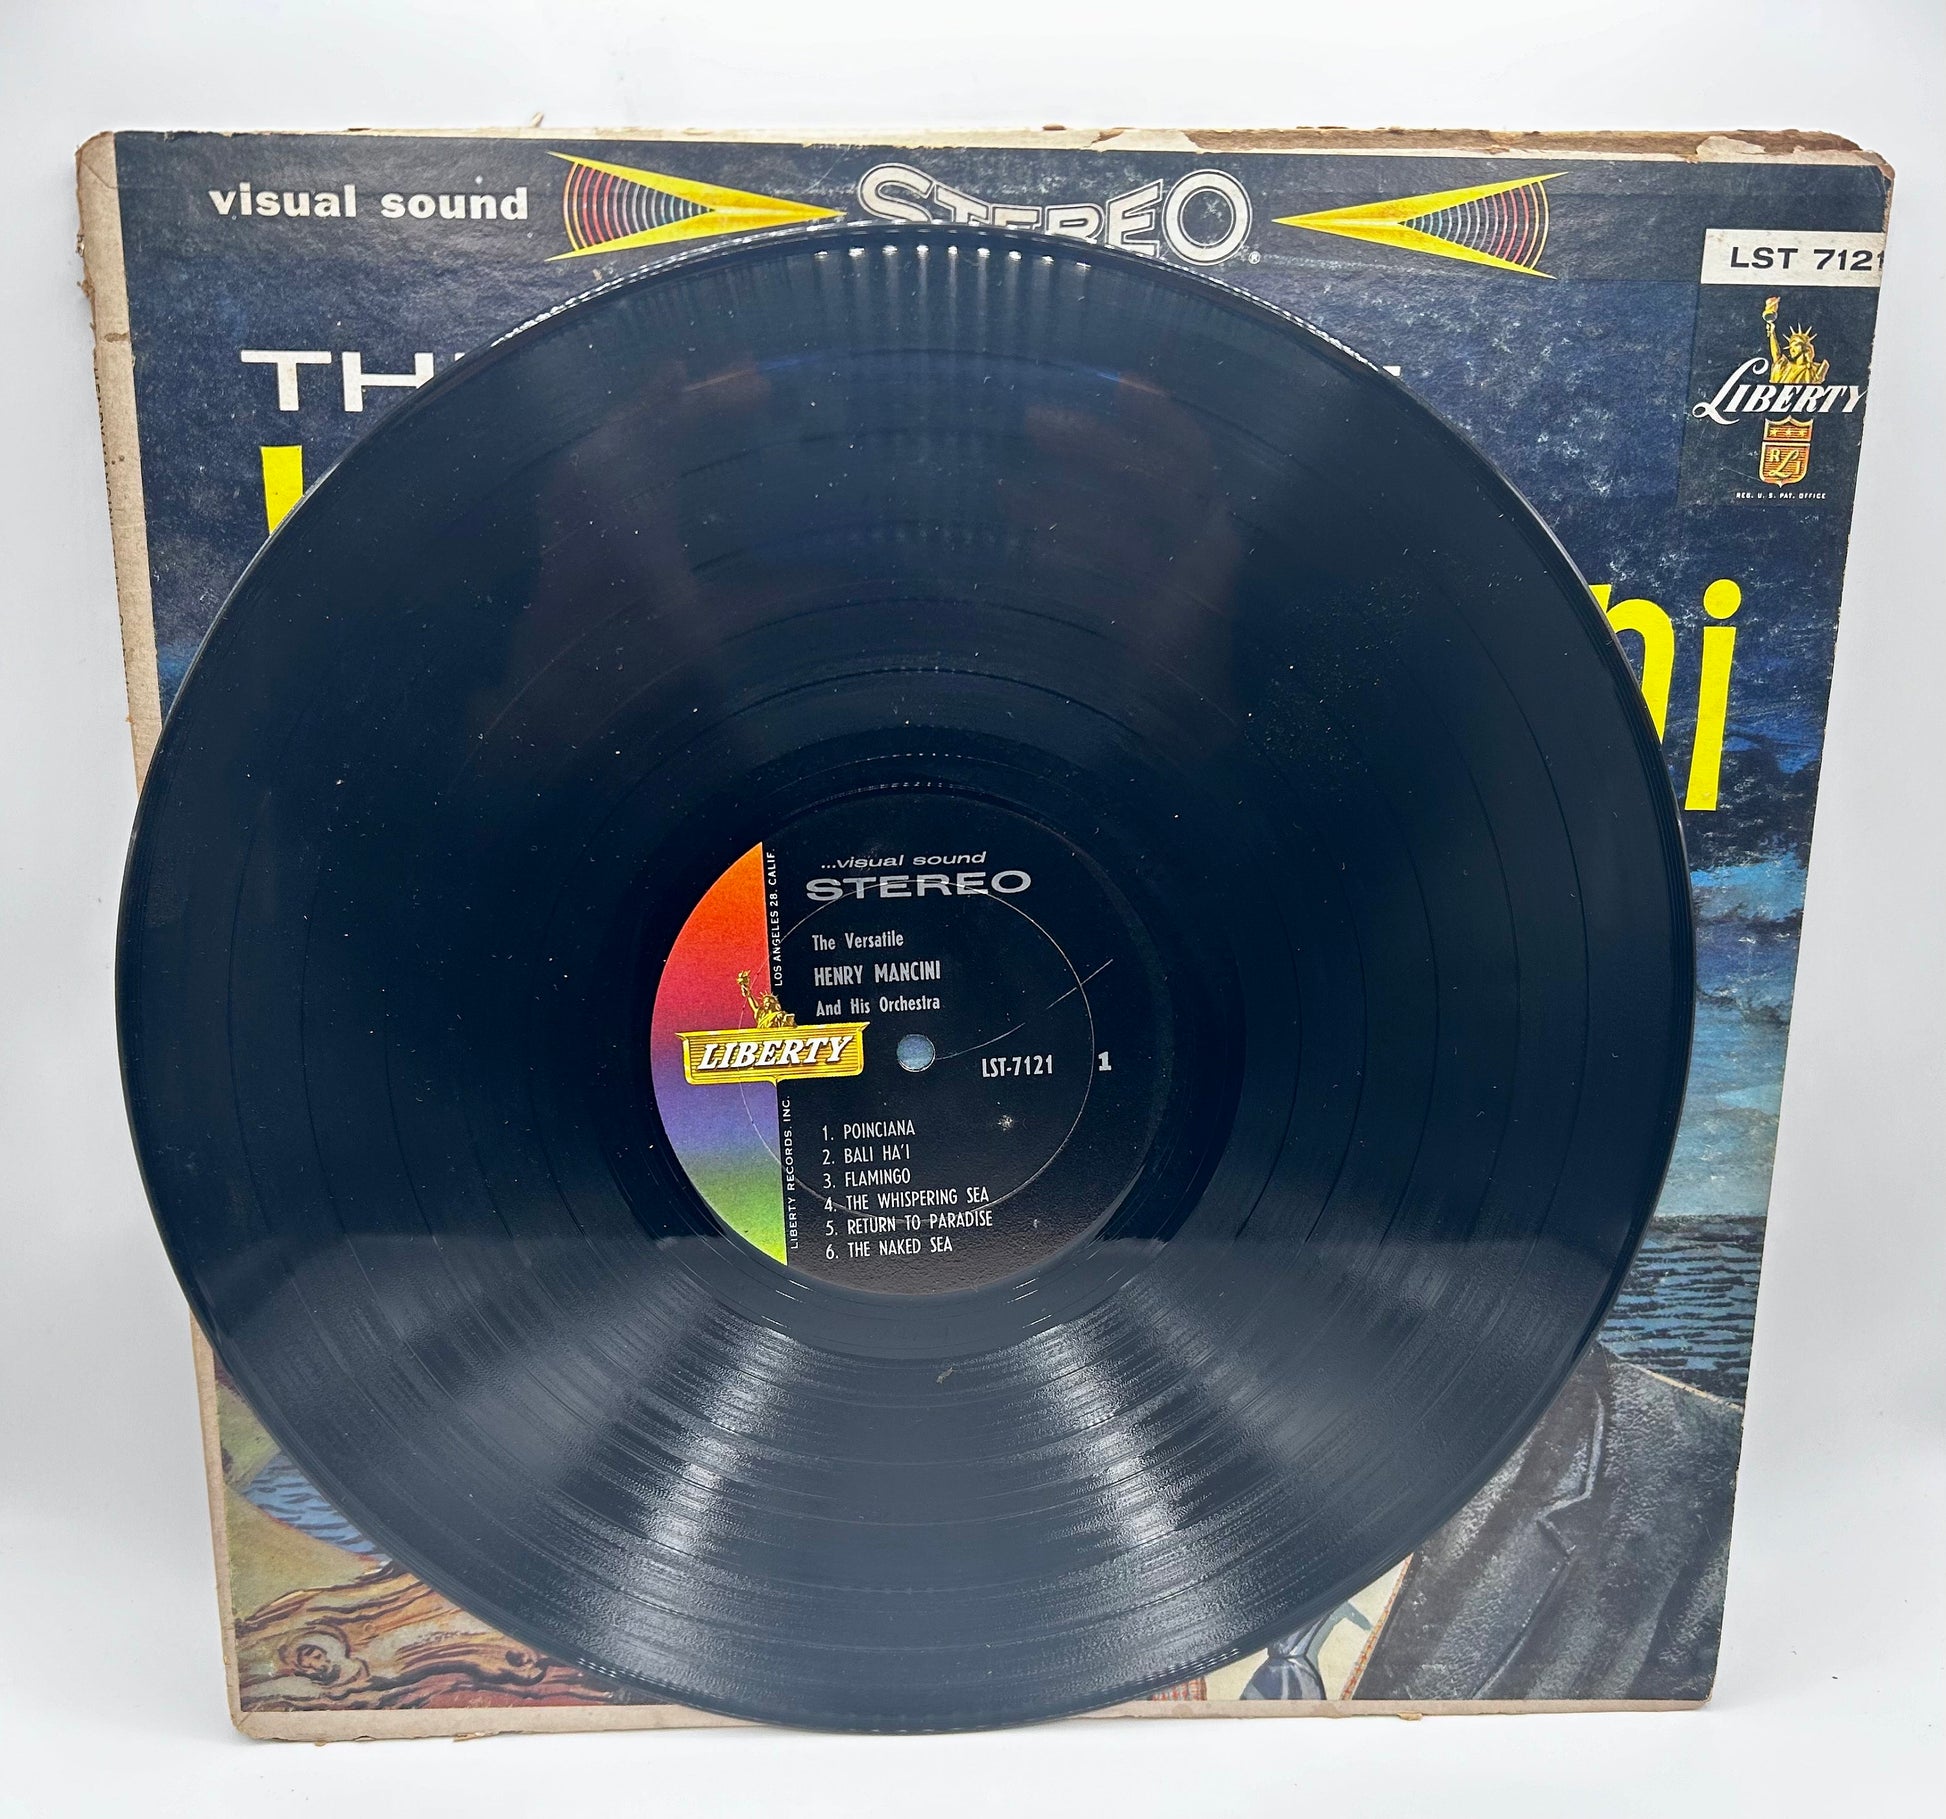 visual sound
STEREO
®
LST 7121
LIBERTY
RLI
REG. U. S. PAT. OFFICE
...visual sound
STEREO
The Versatile
HENRY MANCINI
And His Orchestra
LIBERTY
LST-7121 1
1. POINCIANA
2. BALI HA'I
3. FLAMINGO
4. THE WHISPERING SEA
5. RETURN TO PARADISE
6. THE NAKED SEA
LIBERTY RECORDS, INC.
LOS ANGELES 28, CALIF.